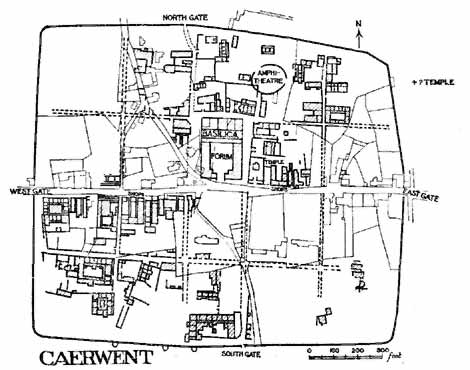 NORTH GATE
N
AMPHI-
THEATRE
+ ? TEMPLE
BASILICA
FORUM
TEMPLE
WEST GATE
SHOPS
EAST GATE
CAERWENT
SOUTH GATE
0 100 200 300
feet